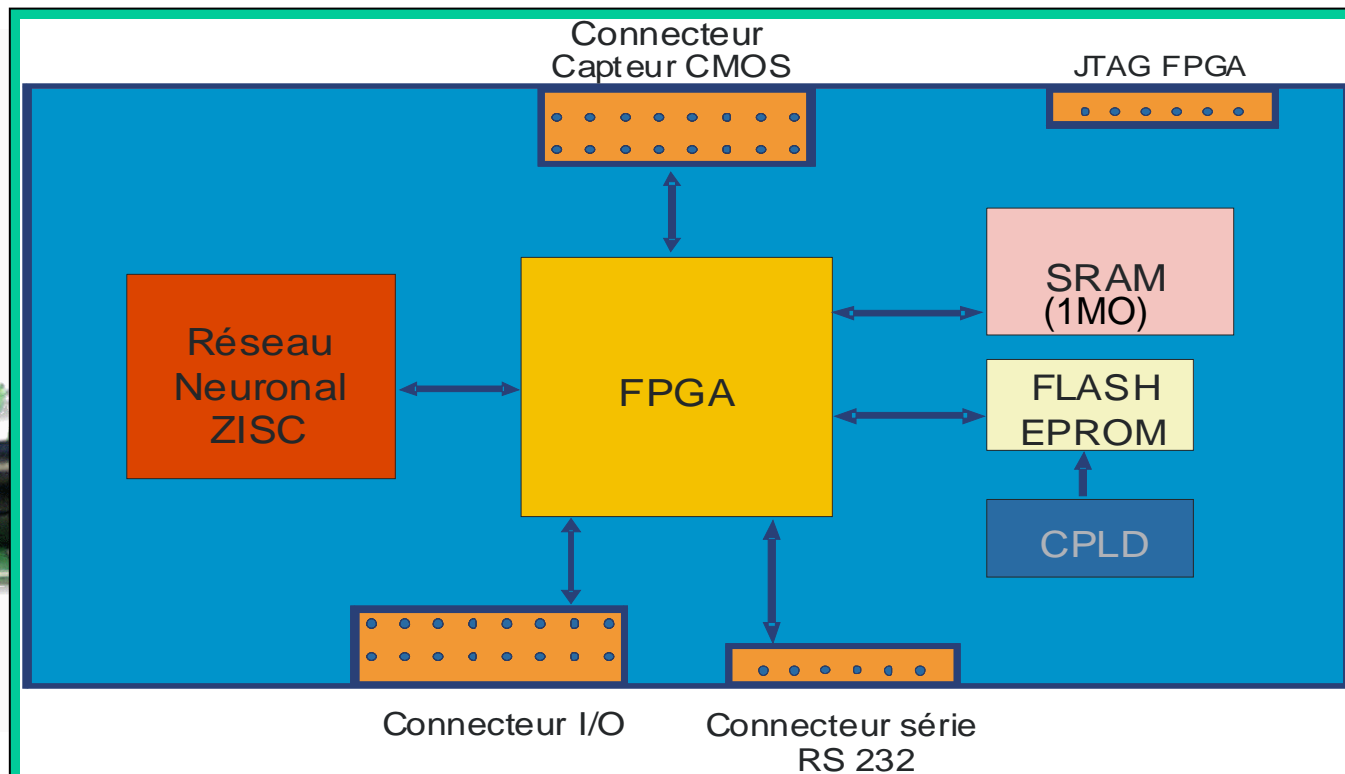 Connecteur
Capteur CMOS
JTAG FPGA
SRAM
(1MO)
Réseau
Neuronal
ZISC
FPGA
FLASH
EPROM
CPLD
Connecteur I/O
Connecteur série
RS 232